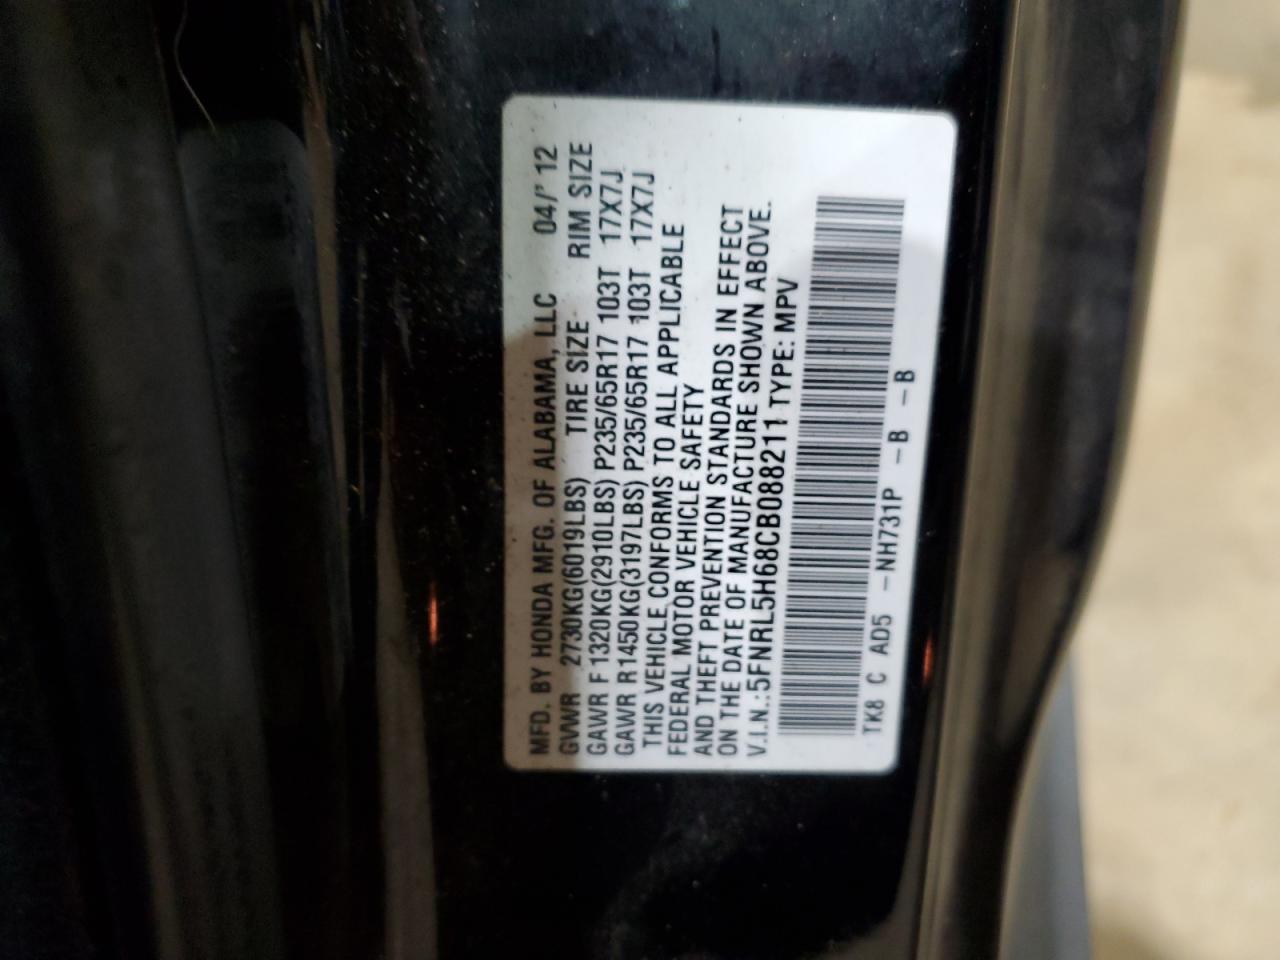 MFD. BY HONDA MFG. OF ALABAMA, LLC 04/'12
GVWR 2730KG(6019LBS) TIRE SIZE RIM SIZE
GAWR F 1320KG(2910LBS) P235/65R17 103T 17X7J
GAWR R1450KG(3197LBS) P235/65R17 103T 17X7J
THIS VEHICLE CONFORMS TO ALL APPLICABLE
FEDERAL MOTOR VEHICLE SAFETY
AND THEFT PREVENTION STANDARDS IN EFFECT
ON THE DATE OF MANUFACTURE SHOWN ABOVE.
V.I.N.:5FNRL5H68CB088211 TYPE: MPV
TK8 C AD5 -NH731P -B -B